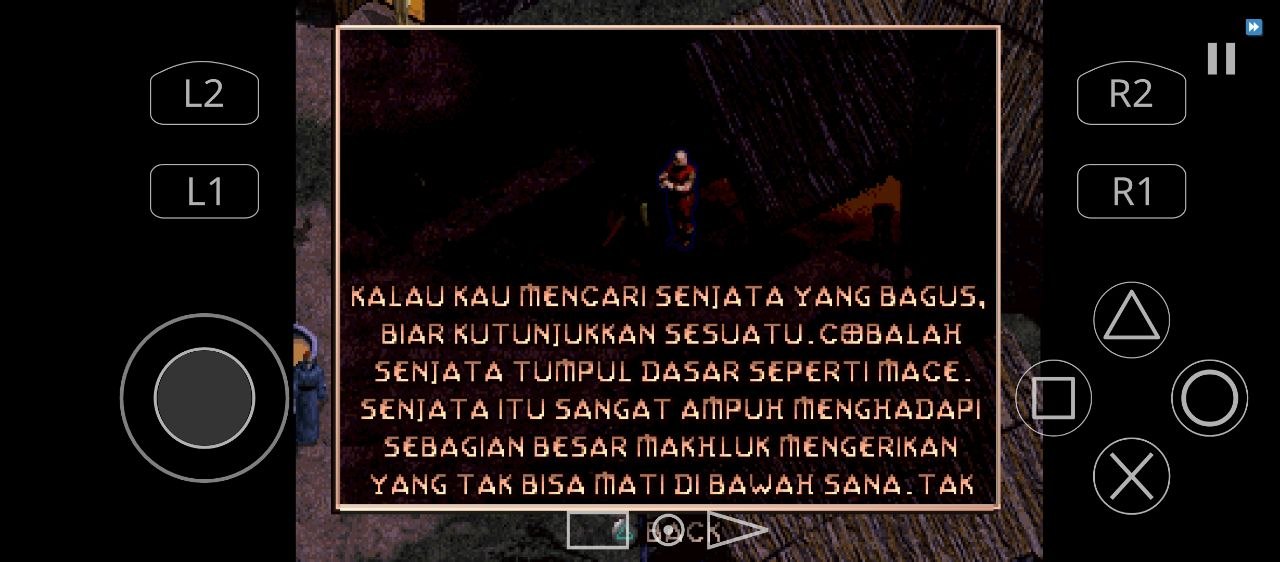 L2
R2
L1
R1
KALAU KAU MENCARI SENJATA YANG BAGUS,
BIAR KUTUNJUKKAN SESUATU. COBALAH
SENJATA TUMPUL DASAR SEPERTI MACE.
SENJATA ITU SANGAT AMPUH MENGHADAPI
SEBAGIAN BESAR MAKHLUK MENGERIKAN
YANG TAK BISA MATI DI BAWAH SANA. TAK
BACK